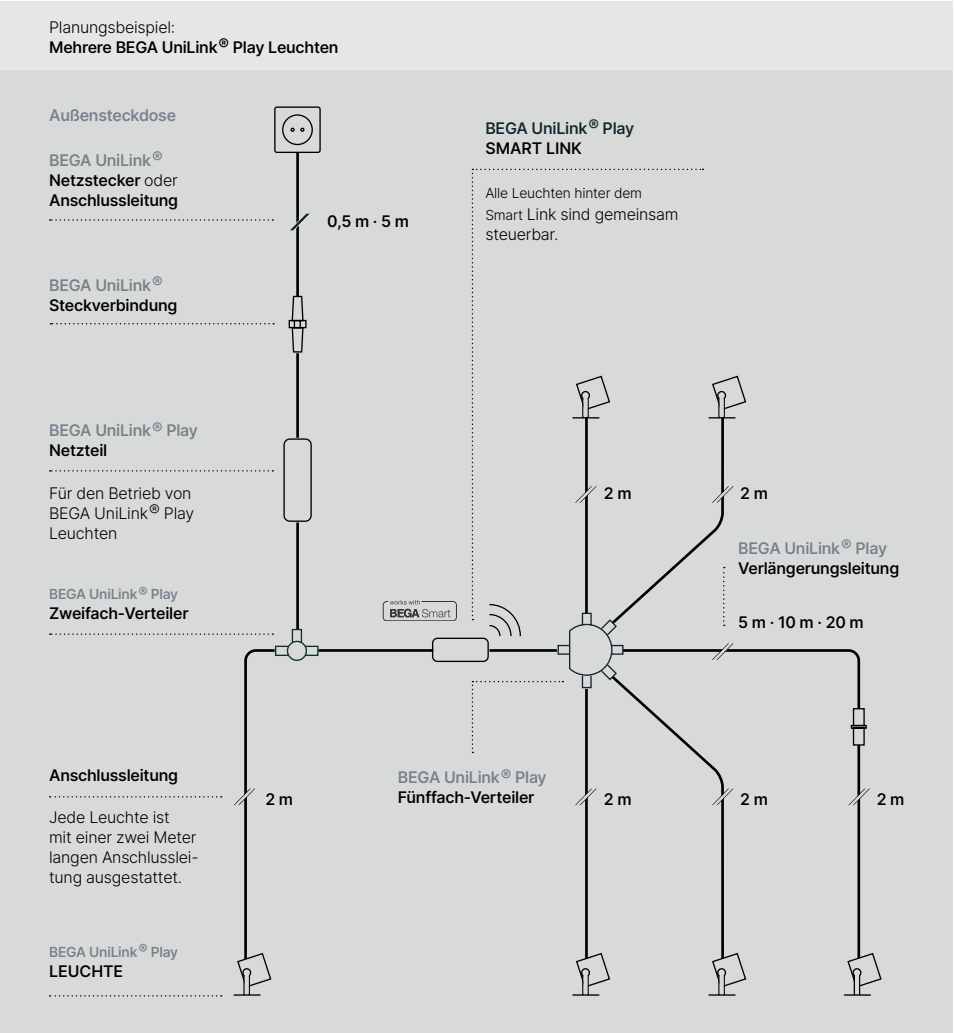 Planungsbeispiel:
Mehrere BEGA UniLink® Play Leuchten
Außensteckdose
BEGA UniLink®
Netzstecker oder
Anschlussleitung
0,5 m · 5 m
BEGA UniLink® Play
SMART LINK
Alle Leuchten hinter dem
Smart Link sind gemeinsam
steuerbar.
BEGA UniLink®
Steckverbindung
BEGA UniLink® Play
Netzteil
Für den Betrieb von
BEGA UniLink® Play
Leuchten
2 m
2 m
BEGA UniLink® Play
Verlängerungsleitung
5 m · 10 m · 20 m
BEGA UniLink® Play
Zweifach-Verteiler
works with
BEGA Smart
Anschlussleitung
2 m
Jede Leuchte ist
mit einer zwei Meter
langen Anschlusslei-
tung ausgestattet.
BEGA UniLink® Play
Fünffach-Verteiler
2 m
2 m
2 m
BEGA UniLink® Play
LEUCHTE